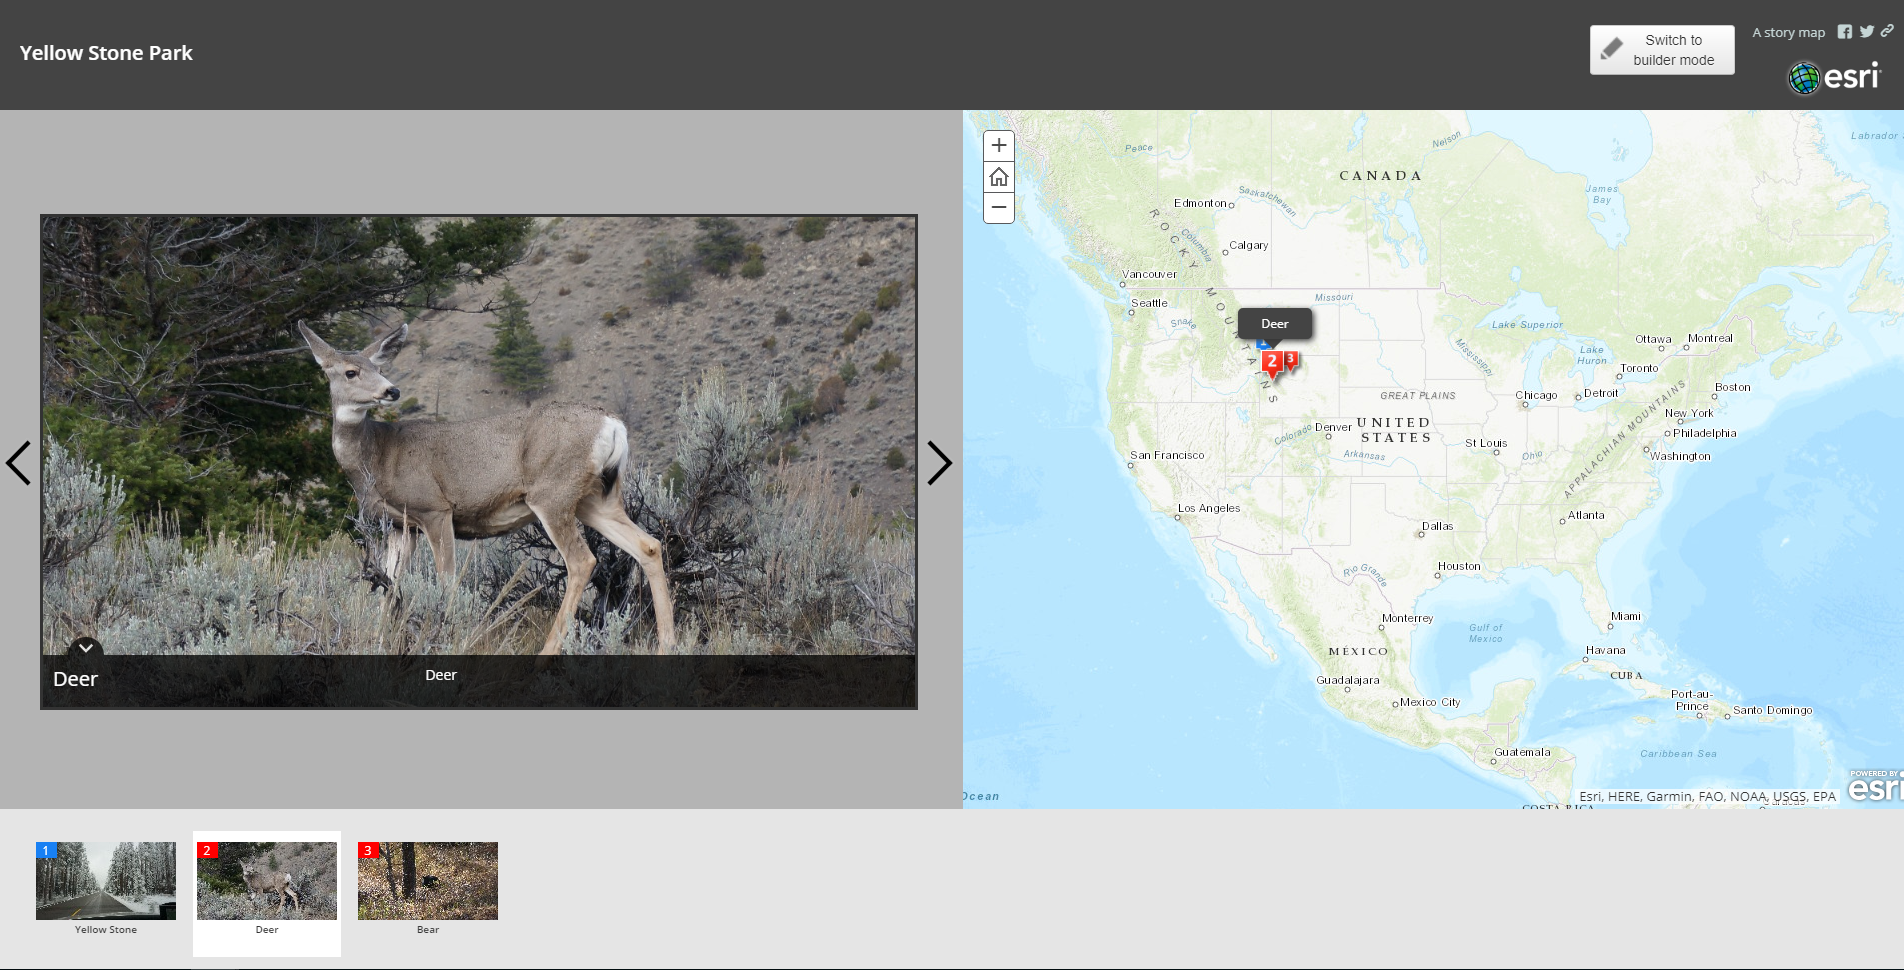 Yellow Stone Park
Switch to
builder mode
A story map
esri
Deer
Deer
Labrador
Peace
Nelson
CANADA
James
Bay
Saskatchewan
Edmonton
ROCKY MOUNTAINS
Columbia
Calgary
Vancouver
Seattle
Missouri
Snake
Deer
1
2
3
Lake Superior
Ottawa
Montreal
Mississippi
Lake
Huron
Toronto
Boston
GREAT PLAINS
Chicago
Detroit
New York
Philadelphia
APPALACHIAN MOUNTAINS
Denver
UNITED
STATES
Colorado
Arkansas
St Louis
Ohio
Washington
San Francisco
Los Angeles
Atlanta
Dallas
Houston
Rio Grande
Miami
Monterrey
Gulf of
Mexico
Havana
MÉXICO
CUBA
Guadalajara
Mexico City
Port-au-
Prince
Santo Domingo
Guatemala
Caribbean Sea
POWERED BY
esri
Ocean
Esri, HERE, Garmin, FAO, NOAA, USGS, EPA
COSTA RICA
Caracas
1
Yellow Stone
2
Deer
3
Bear